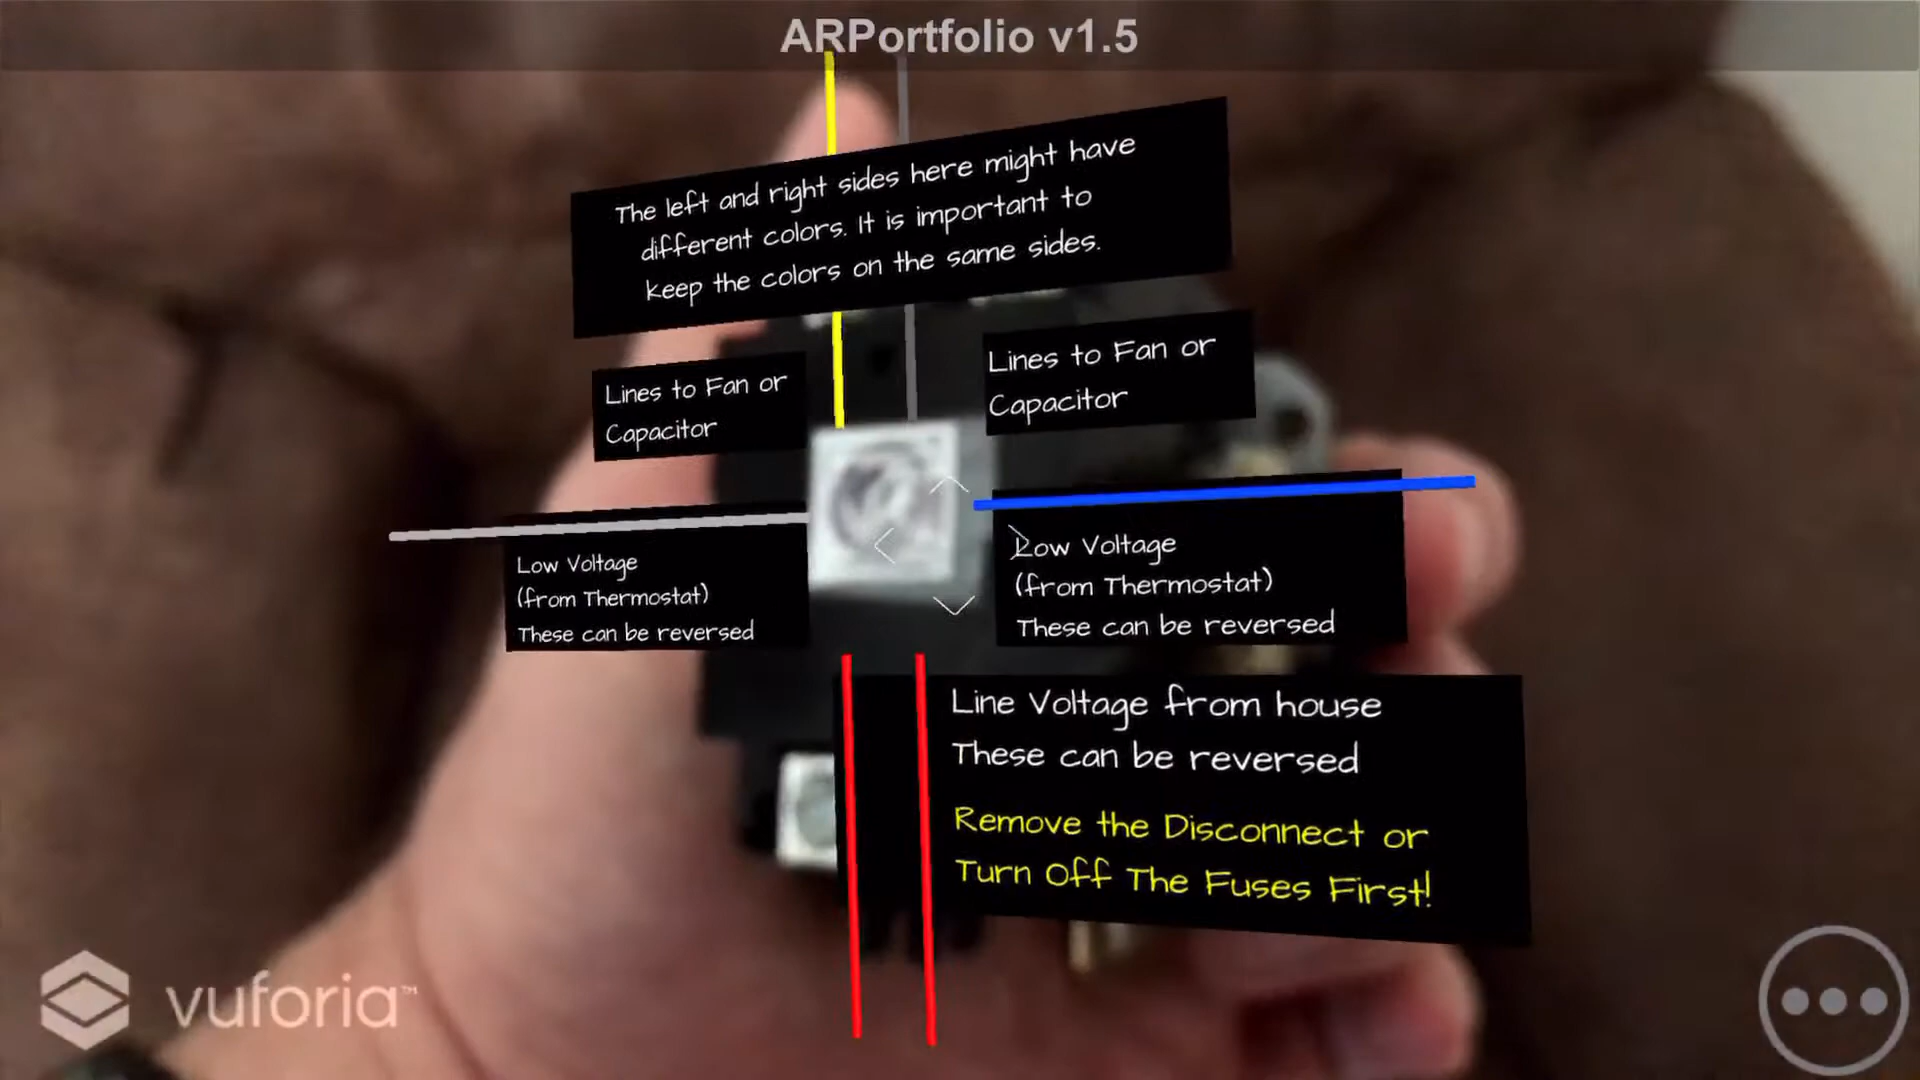 ARPortfolio v1.5
The left and right sides here might have
different colors. It is important to
keep the colors on the same sides.
Lines to Fan or
Capacitor
Lines to Fan or
Capacitor
Low Voltage
(from Thermostat)
These can be reversed
Low Voltage
(from Thermostat)
These can be reversed
Line Voltage from house
These can be reversed
Remove the Disconnect or
Turn Off The Fuses First!
vuforia™